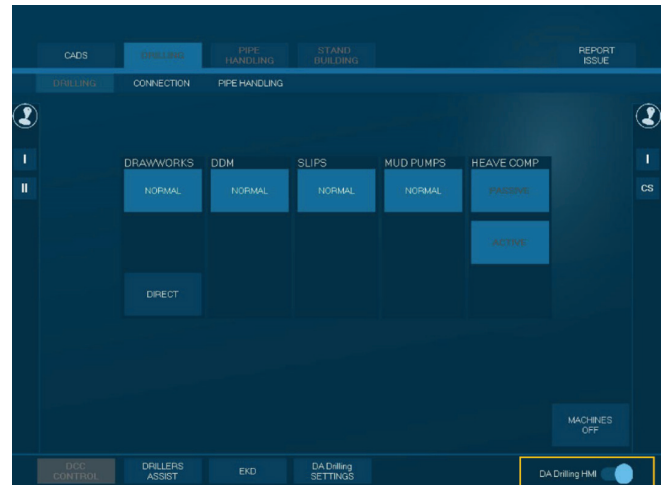 CADS
DRILLING
PIPE
HANDLING
STAND
BUILDING
REPORT
ISSUE
DRILLING
CONNECTION
PIPE HANDLING
I
II
I
CS
DRAWWORKS
DDM
SLIPS
MUD PUMPS
HEAVE COMP
NORMAL
NORMAL
NORMAL
NORMAL
PASSIVE
ACTIVE
DIRECT
MACHINES
OFF
DCC
CONTROL
DRILLERS
ASSIST
EKD
DA Drilling
SETTINGS
DA Drilling HMI